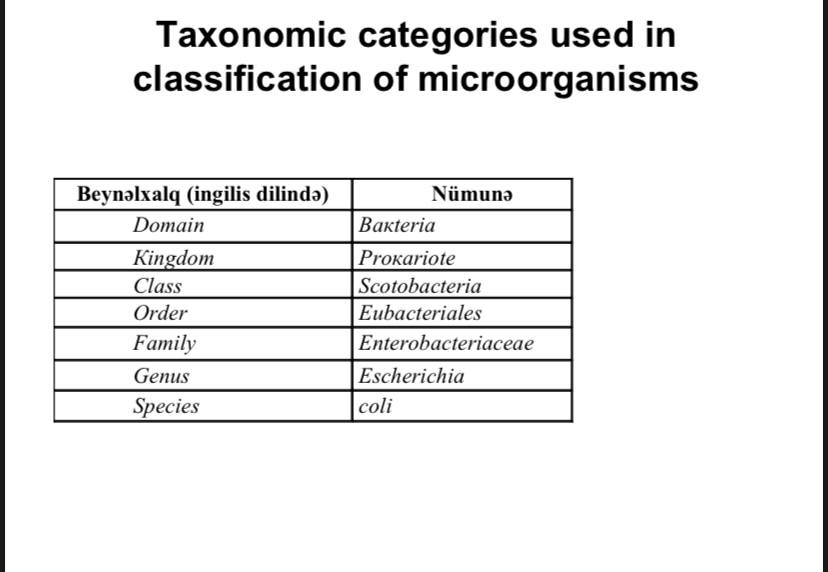 Taxonomic categories used in
classification of microorganisms
Beynəlxalq (ingilis dilində) Nümunə
Domain Baкteria
Kingdom Proкariote
Class Scotobacteria
Order Eubacteriales
Family Enterobacteriaceae
Genus Escherichia
Species coli